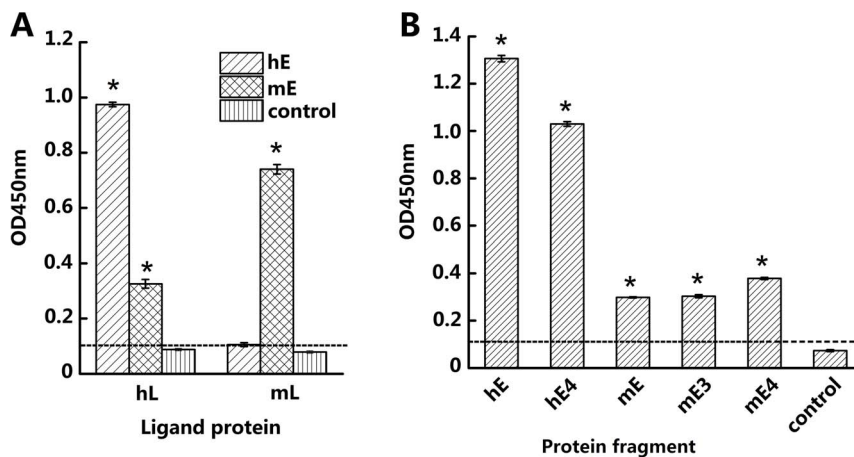 A
OD450nm
1.2
1.0
0.8
0.6
0.4
0.2
0
* * *
hE
mE
control
hL mL
Ligand protein
B
OD450nm
1.4
1.2
1.0
0.8
0.6
0.4
0.2
0
* * * * *
hE hE4 mE mE3 mE4 control
Protein fragment